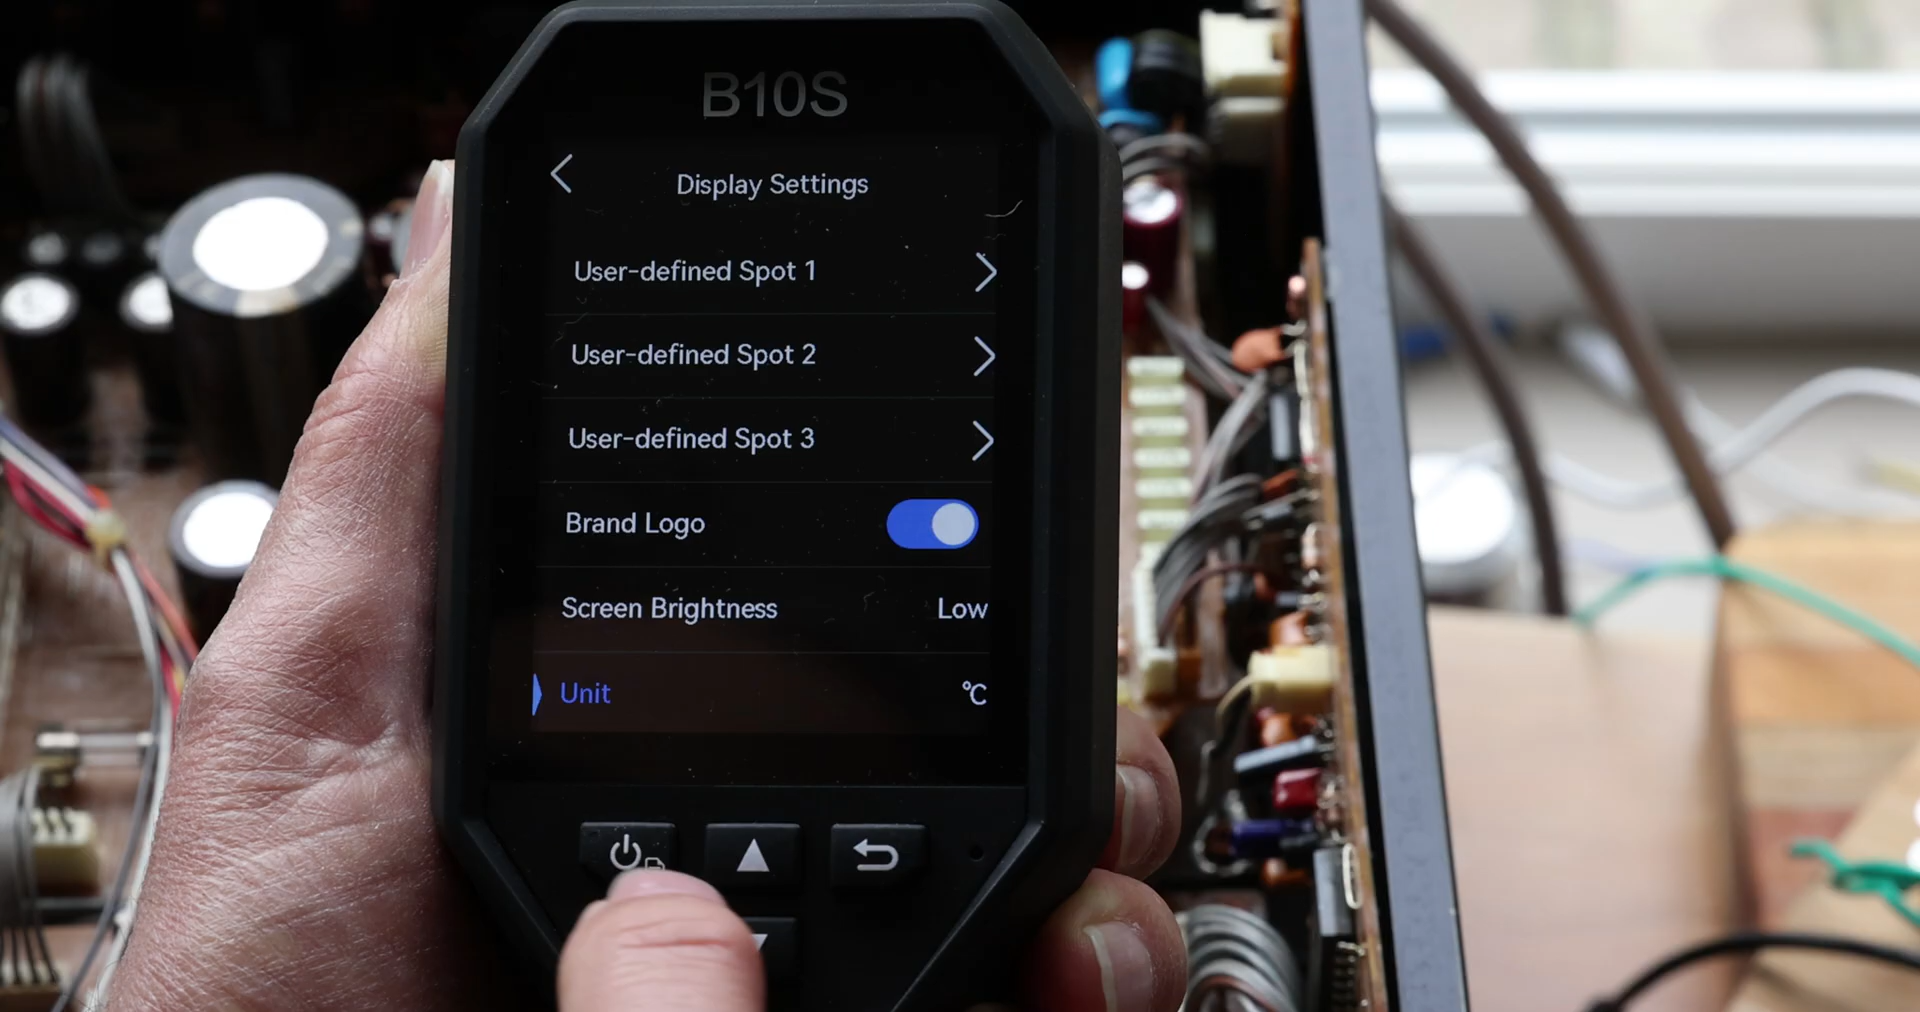 B10S
Display Settings
User-defined Spot 1
User-defined Spot 2
User-defined Spot 3
Brand Logo
Screen Brightness Low
Unit ℃